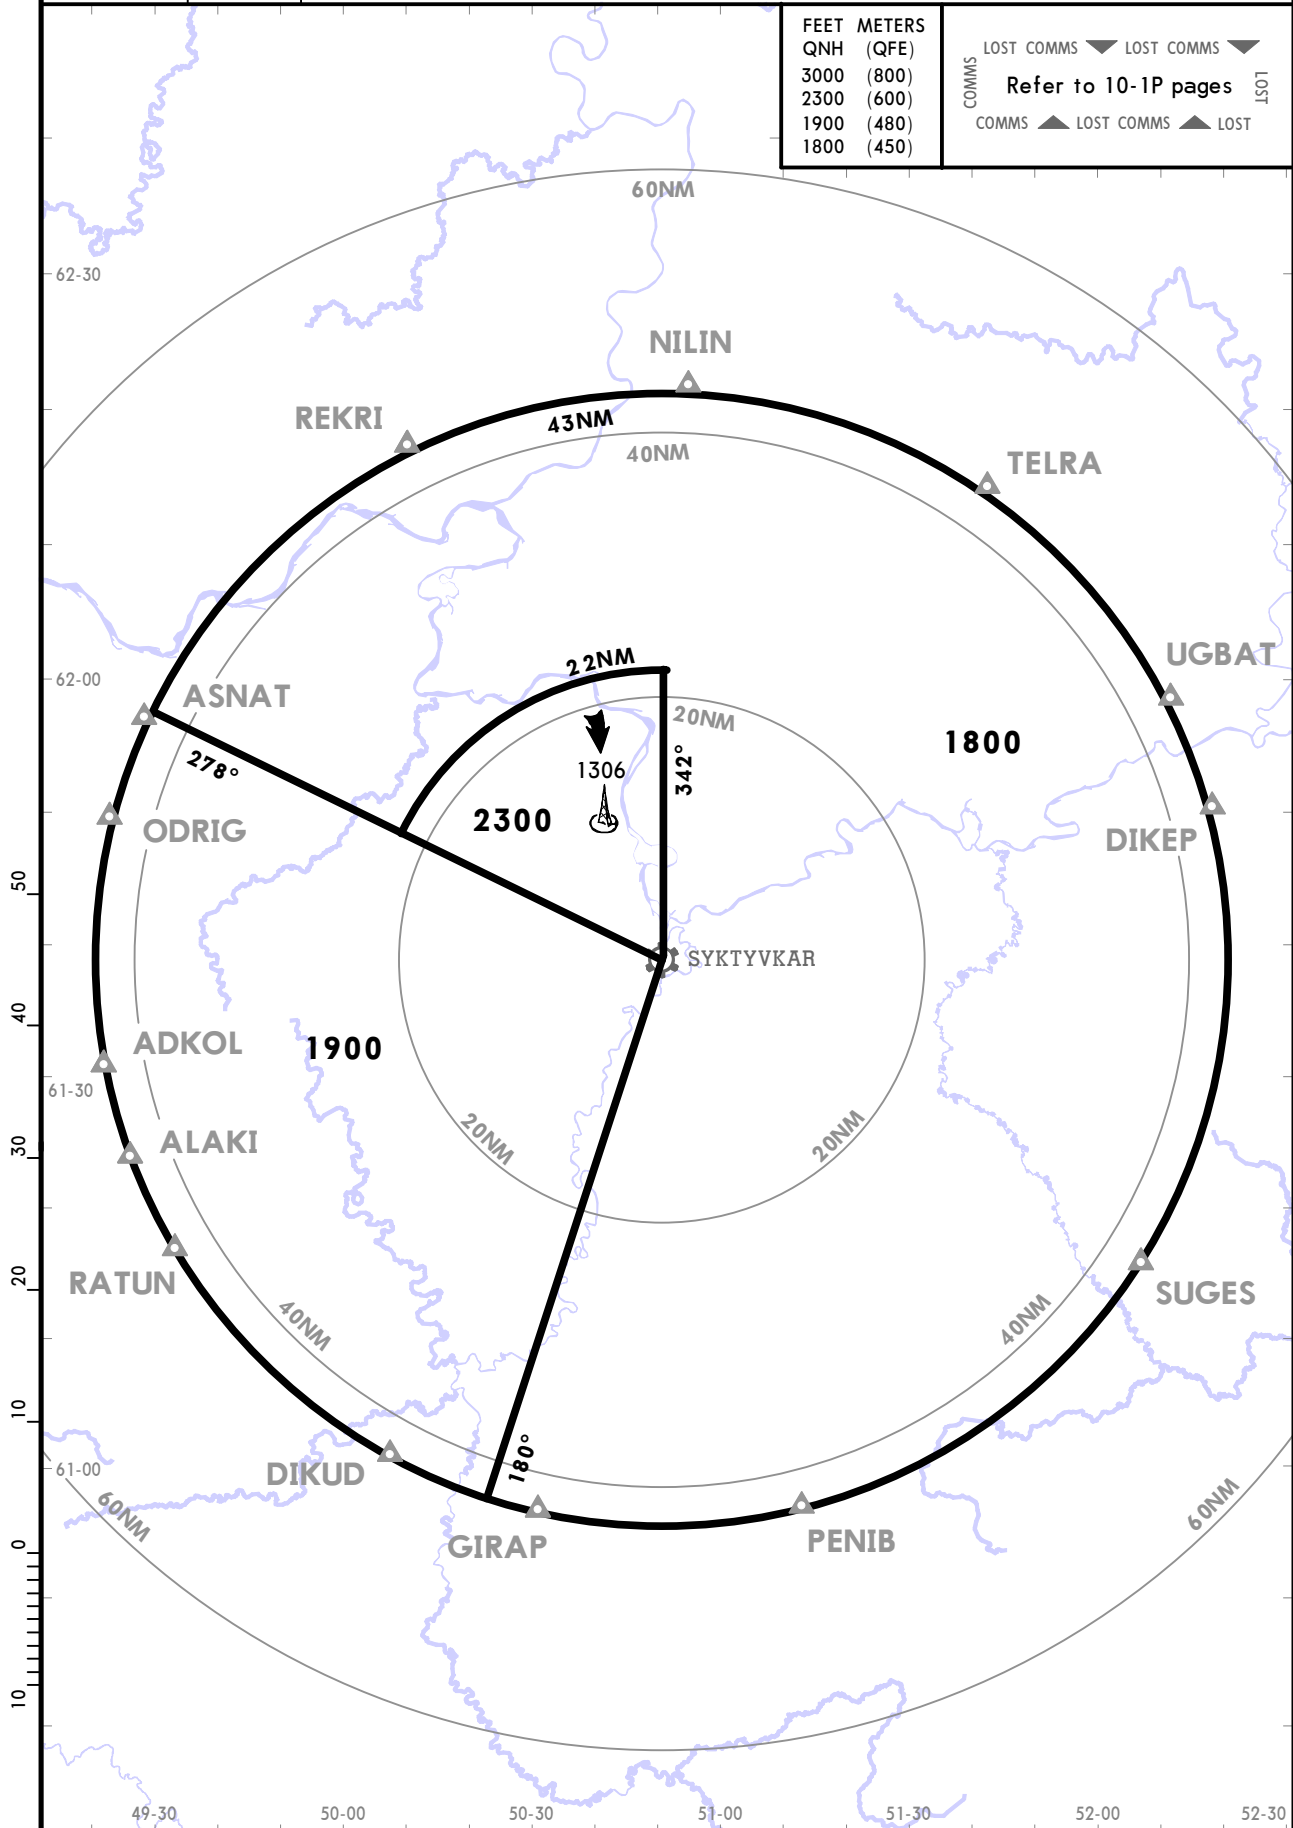 FEET METERS
QNH (QFE)
3000 (800)
2300 (600)
1900 (480)
1800 (450)
LOST COMMS LOST COMMS
COMMS
Refer to 10-1P pages
LOST
COMMS LOST COMMS LOST
60NM
62-30
NILIN
REKRI
43NM
40NM
TELRA
UGBAT
22NM
62-00
ASNAT
20NM
1800
278°
342°
1306
2300
ODRIG
DIKEP
50
SYKTYVKAR
40
ADKOL
1900
61-30
20NM
20NM
30
ALAKI
20
RATUN
SUGES
40NM
40NM
10
180°
DIKUD
61-00
60NM
60NM
GIRAP
PENIB
0
10
49-30
50-00
50-30
51-00
51-30
52-00
52-30